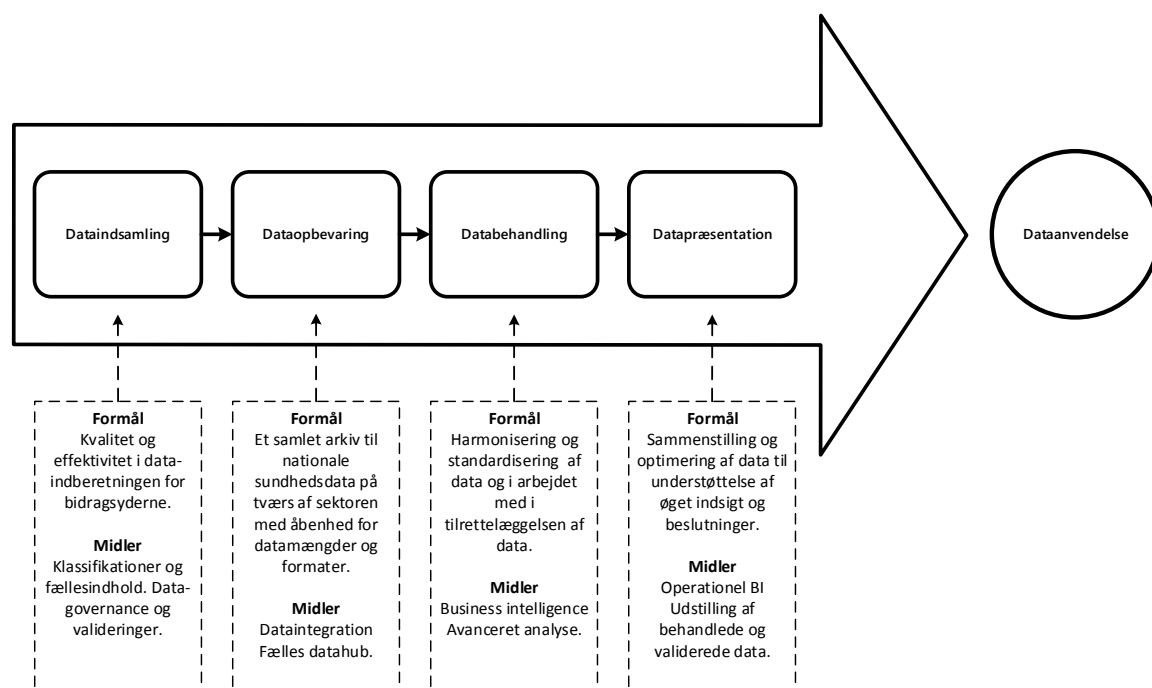 Dataindsamling
Dataopbevaring
Databehandling
Datapræsentation
Dataanvendelse
Formål
Kvalitet og
effektivitet i data-
indberetningen for
bidragsyderne.
Midler
Klassifikationer og
fællesindhold. Data-
governance og
valideringer.
Formål
Et samlet arkiv til
nationale
sundhedsdata på
tværs af sektoren
med åbenhed for
datamængder og
formater.
Midler
Dataintegration
Fælles datahub.
Formål
Harmonisering og
standardisering af
data og i arbejdet
med i
tilrettelæggelsen af
data.
Midler
Business intelligence
Avanceret analyse.
Formål
Sammenstilling og
optimering af data til
understøttelse af
øget indsigt og
beslutninger.
Midler
Operationel BI
Udstilling af
behandlede og
validerede data.